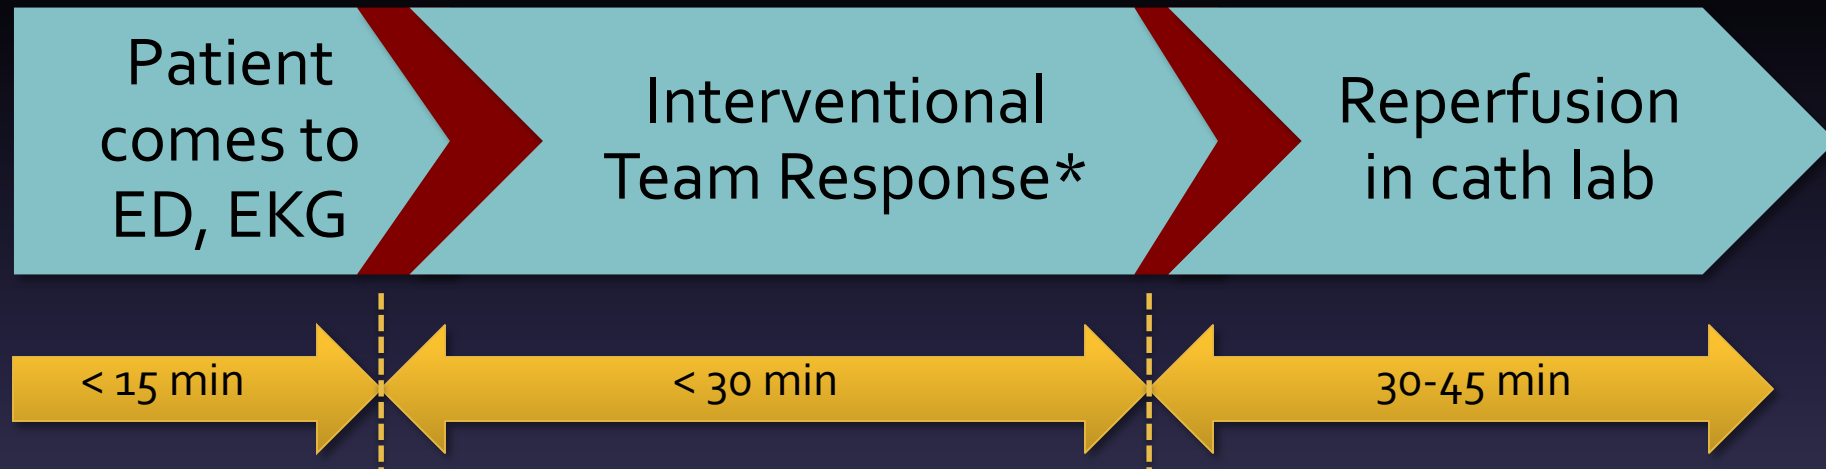 Patient
comes to
ED, EKG
Interventional
Team Response*
Reperfusion
in cath lab
< 15 min
< 30 min
30-45 min